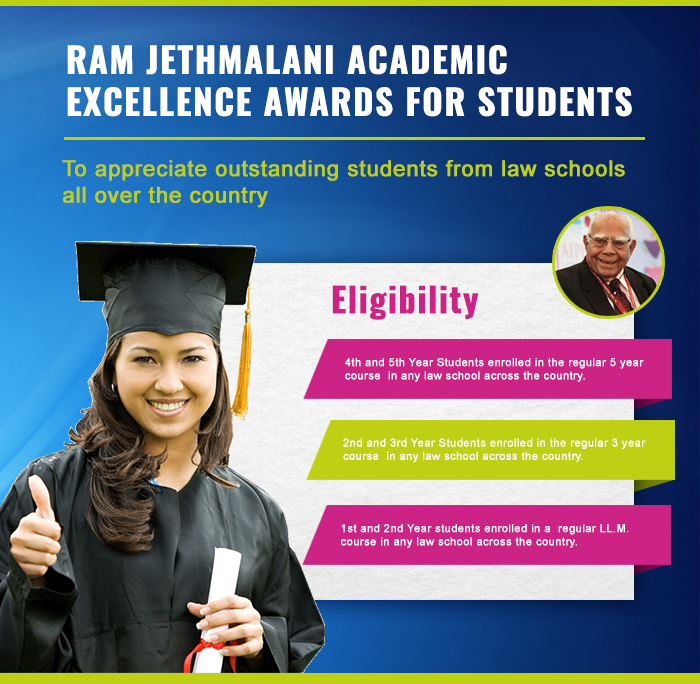 RAM JETHMALANI ACADEMIC
EXCELLENCE AWARDS FOR STUDENTS
To appreciate outstanding students from law schools
all over the country
Eligibility
4th and 5th Year Students enrolled in the regular 5 year
course in any law school across the country.
2nd and 3rd Year Students enrolled in the regular 3 year
course in any law school across the country.
1st and 2nd Year students enrolled in a regular LL.M.
course in any law school across the country.